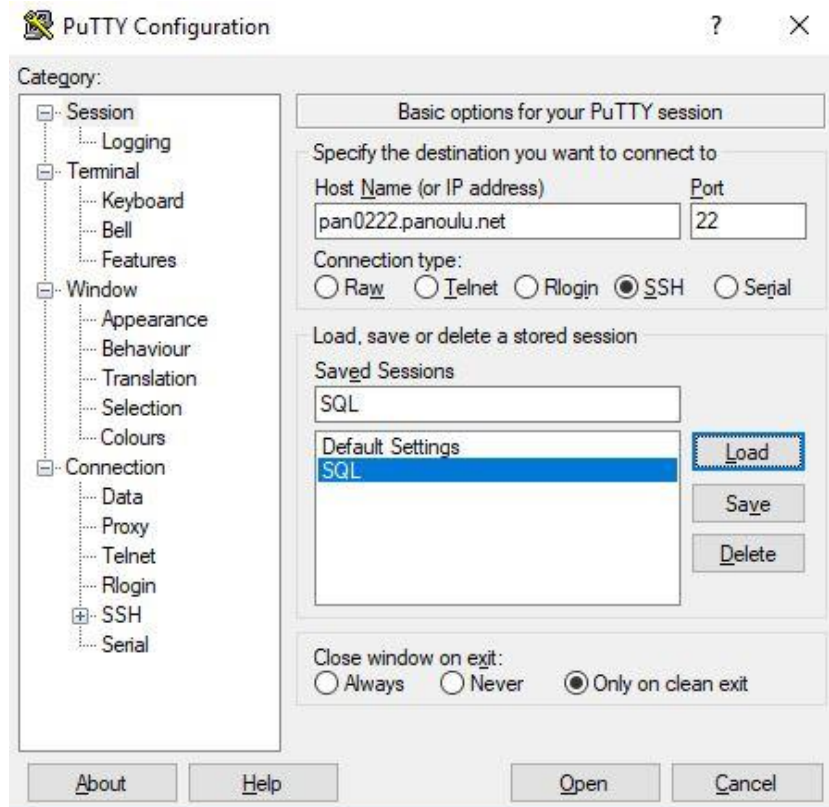 PuTTY Configuration
?
Category:
Session
Logging
Terminal
Keyboard
Bell
Features
Window
Appearance
Behaviour
Translation
Selection
Colours
Connection
Data
Proxy
Telnet
Rlogin
SSH
Serial
Basic options for your PuTTY session
Specify the destination you want to connect to
Host Name (or IP address) Port
pan0222.panoulu.net 22
Connection type:
Raw Telnet Rlogin SSH Serial
Load, save or delete a stored session
Saved Sessions
SQL
Default Settings
SQL
Load
Save
Delete
Close window on exit:
Always Never Only on clean exit
About Help Open Cancel